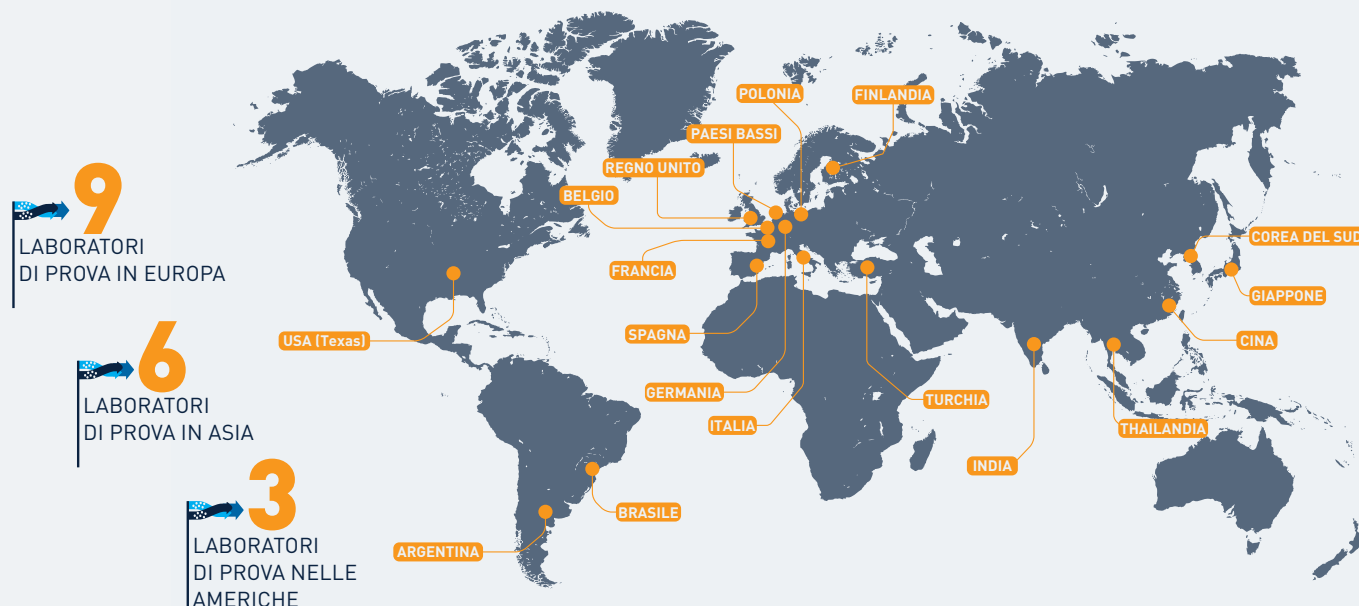 9
LABORATORI
DI PROVA IN EUROPA
6
LABORATORI
DI PROVA IN ASIA
3
LABORATORI
DI PROVA NELLE
AMERICHE
POLONIA
FINLANDIA
PAESI BASSI
REGNO UNITO
BELGIO
FRANCIA
SPAGNA
GERMANIA
ITALIA
TURCHIA
USA (Texas)
BRASILE
ARGENTINA
COREA DEL SUD
GIAPPONE
CINA
THAILANDIA
INDIA